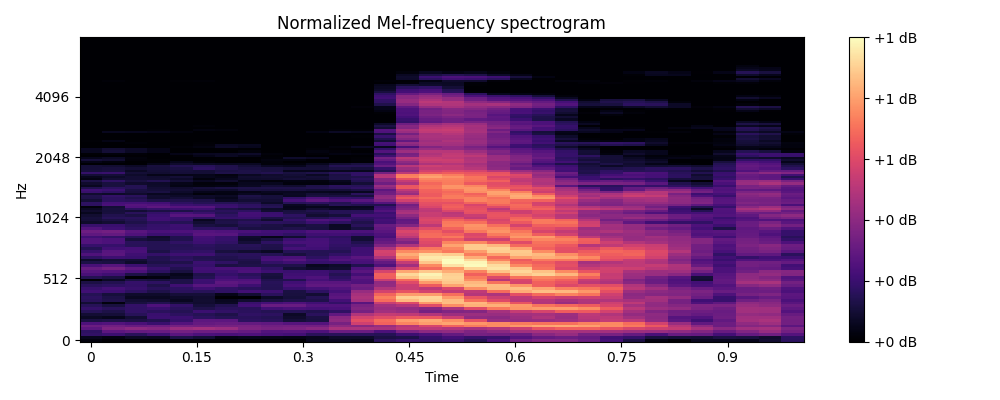 Normalized Mel-frequency spectrogram
Hz
4096
2048
1024
512
0
0 0.15 0.3 0.45 0.6 0.75 0.9
Time
+1 dB
+1 dB
+1 dB
+0 dB
+0 dB
+0 dB